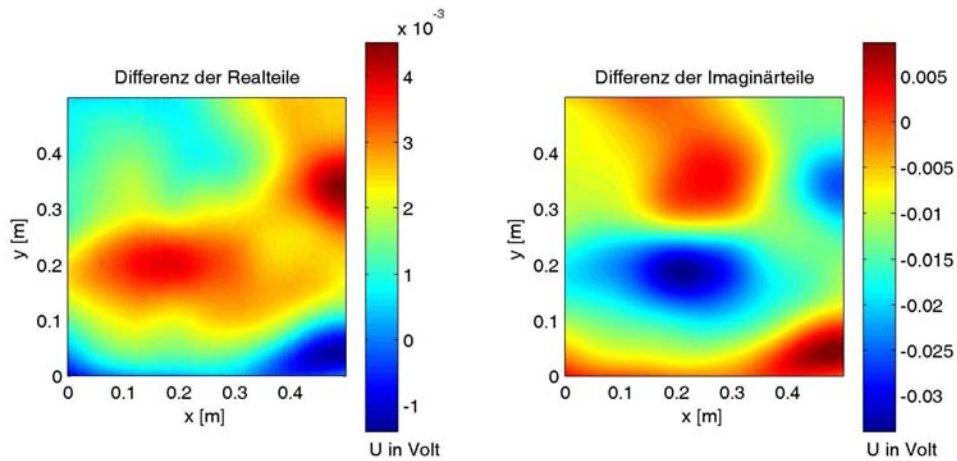 x 10⁻³
Differenz der Realteile
y [m]
0.4
0.3
0.2
0.1
0
0 0.1 0.2 0.3 0.4
x [m]
4
3
2
1
0
-1
U in Volt
Differenz der Imaginärteile
y [m]
0.4
0.3
0.2
0.1
0
0 0.1 0.2 0.3 0.4
x [m]
0.005
0
-0.005
-0.01
-0.015
-0.02
-0.025
-0.03
U in Volt